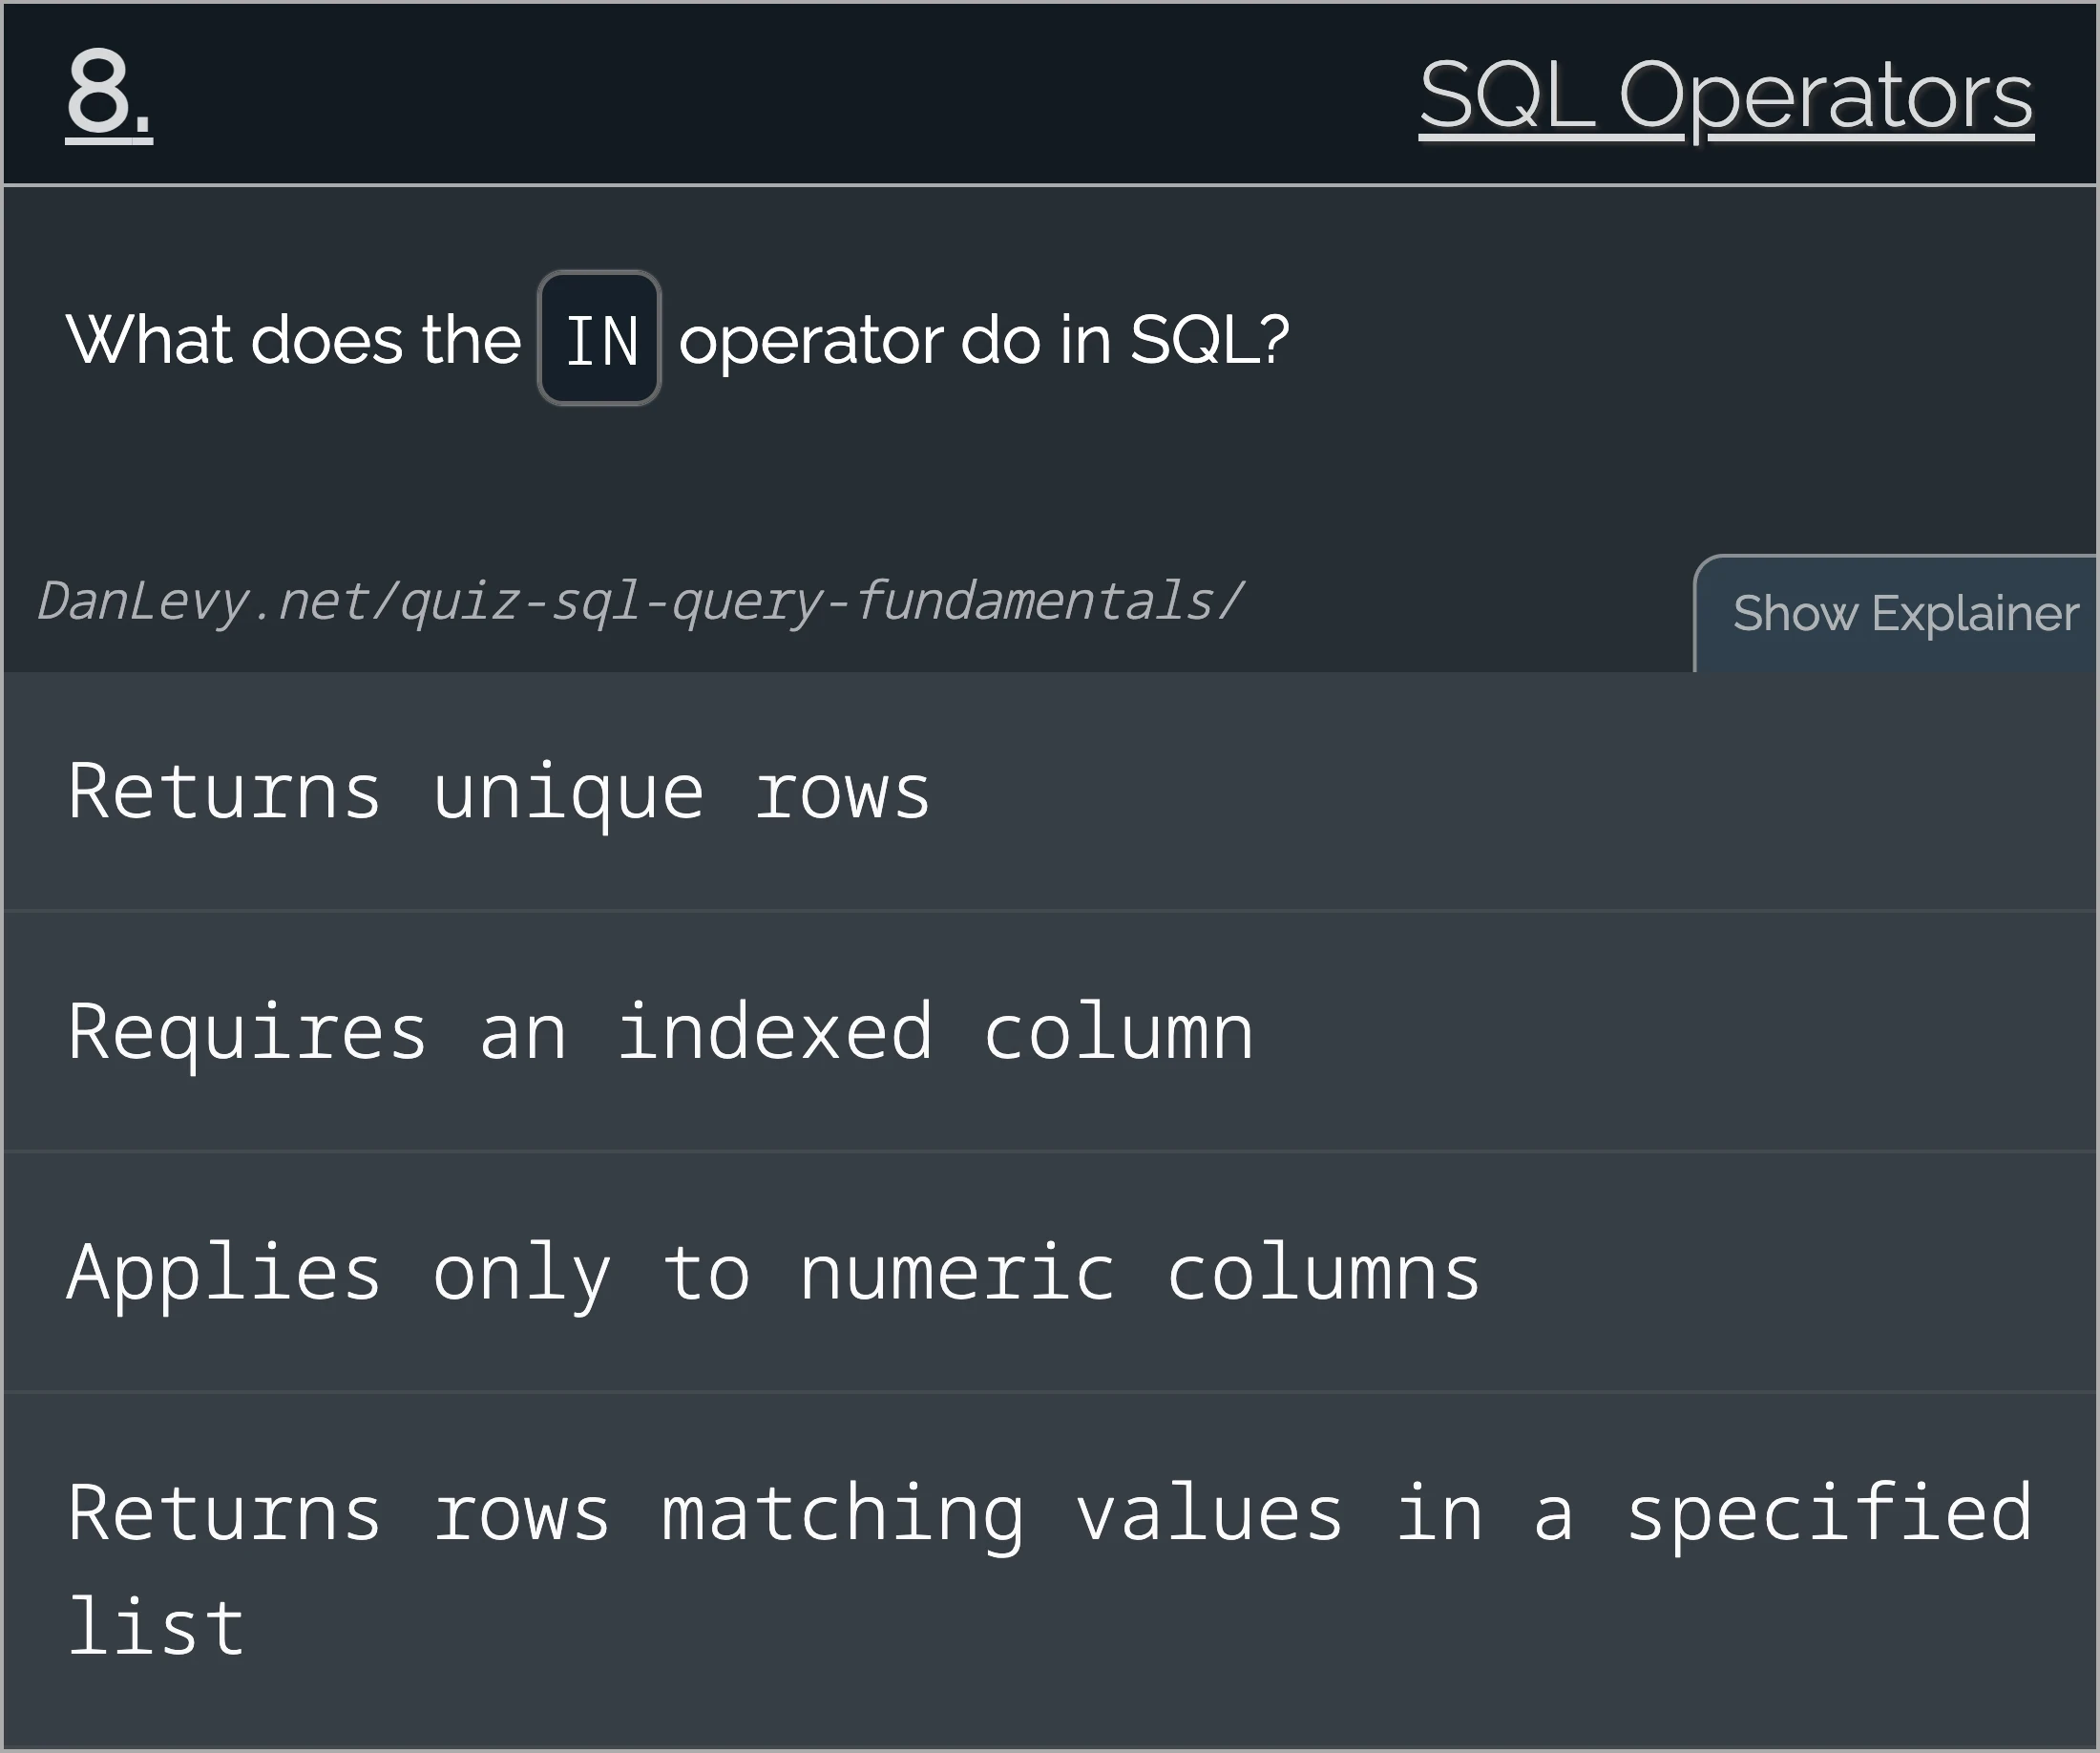 8.
SQL Operators
What does the IN operator do in SQL?
DanLevy.net/quiz-sql-query-fundamentals/
Show Explainer
Returns unique rows
Requires an indexed column
Applies only to numeric columns
Returns rows matching values in a specified
list